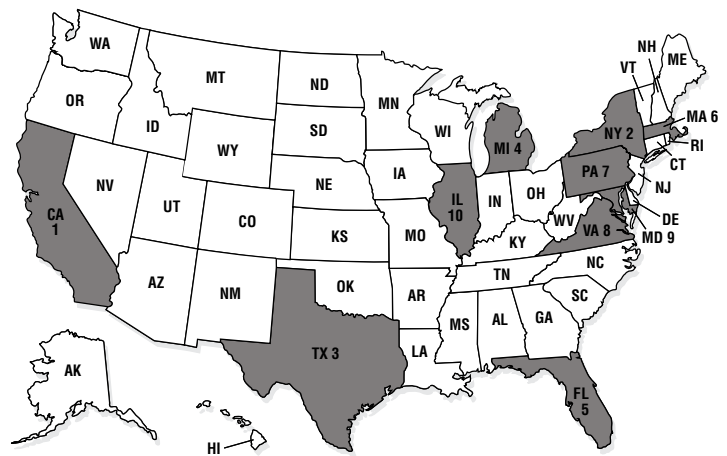 WA
MT
ND
MN
VT
NH
ME
OR
ID
SD
WI
MI 4
NY 2
MA 6
RI
CT
WY
IA
PA 7
NJ
NV
UT
CO
NE
IL
10
IN
OH
WV
VA 8
DE
MD 9
CA
1
KS
MO
KY
NC
AZ
NM
OK
AR
TN
SC
MS
AL
GA
TX 3
LA
AK
FL
5
HI